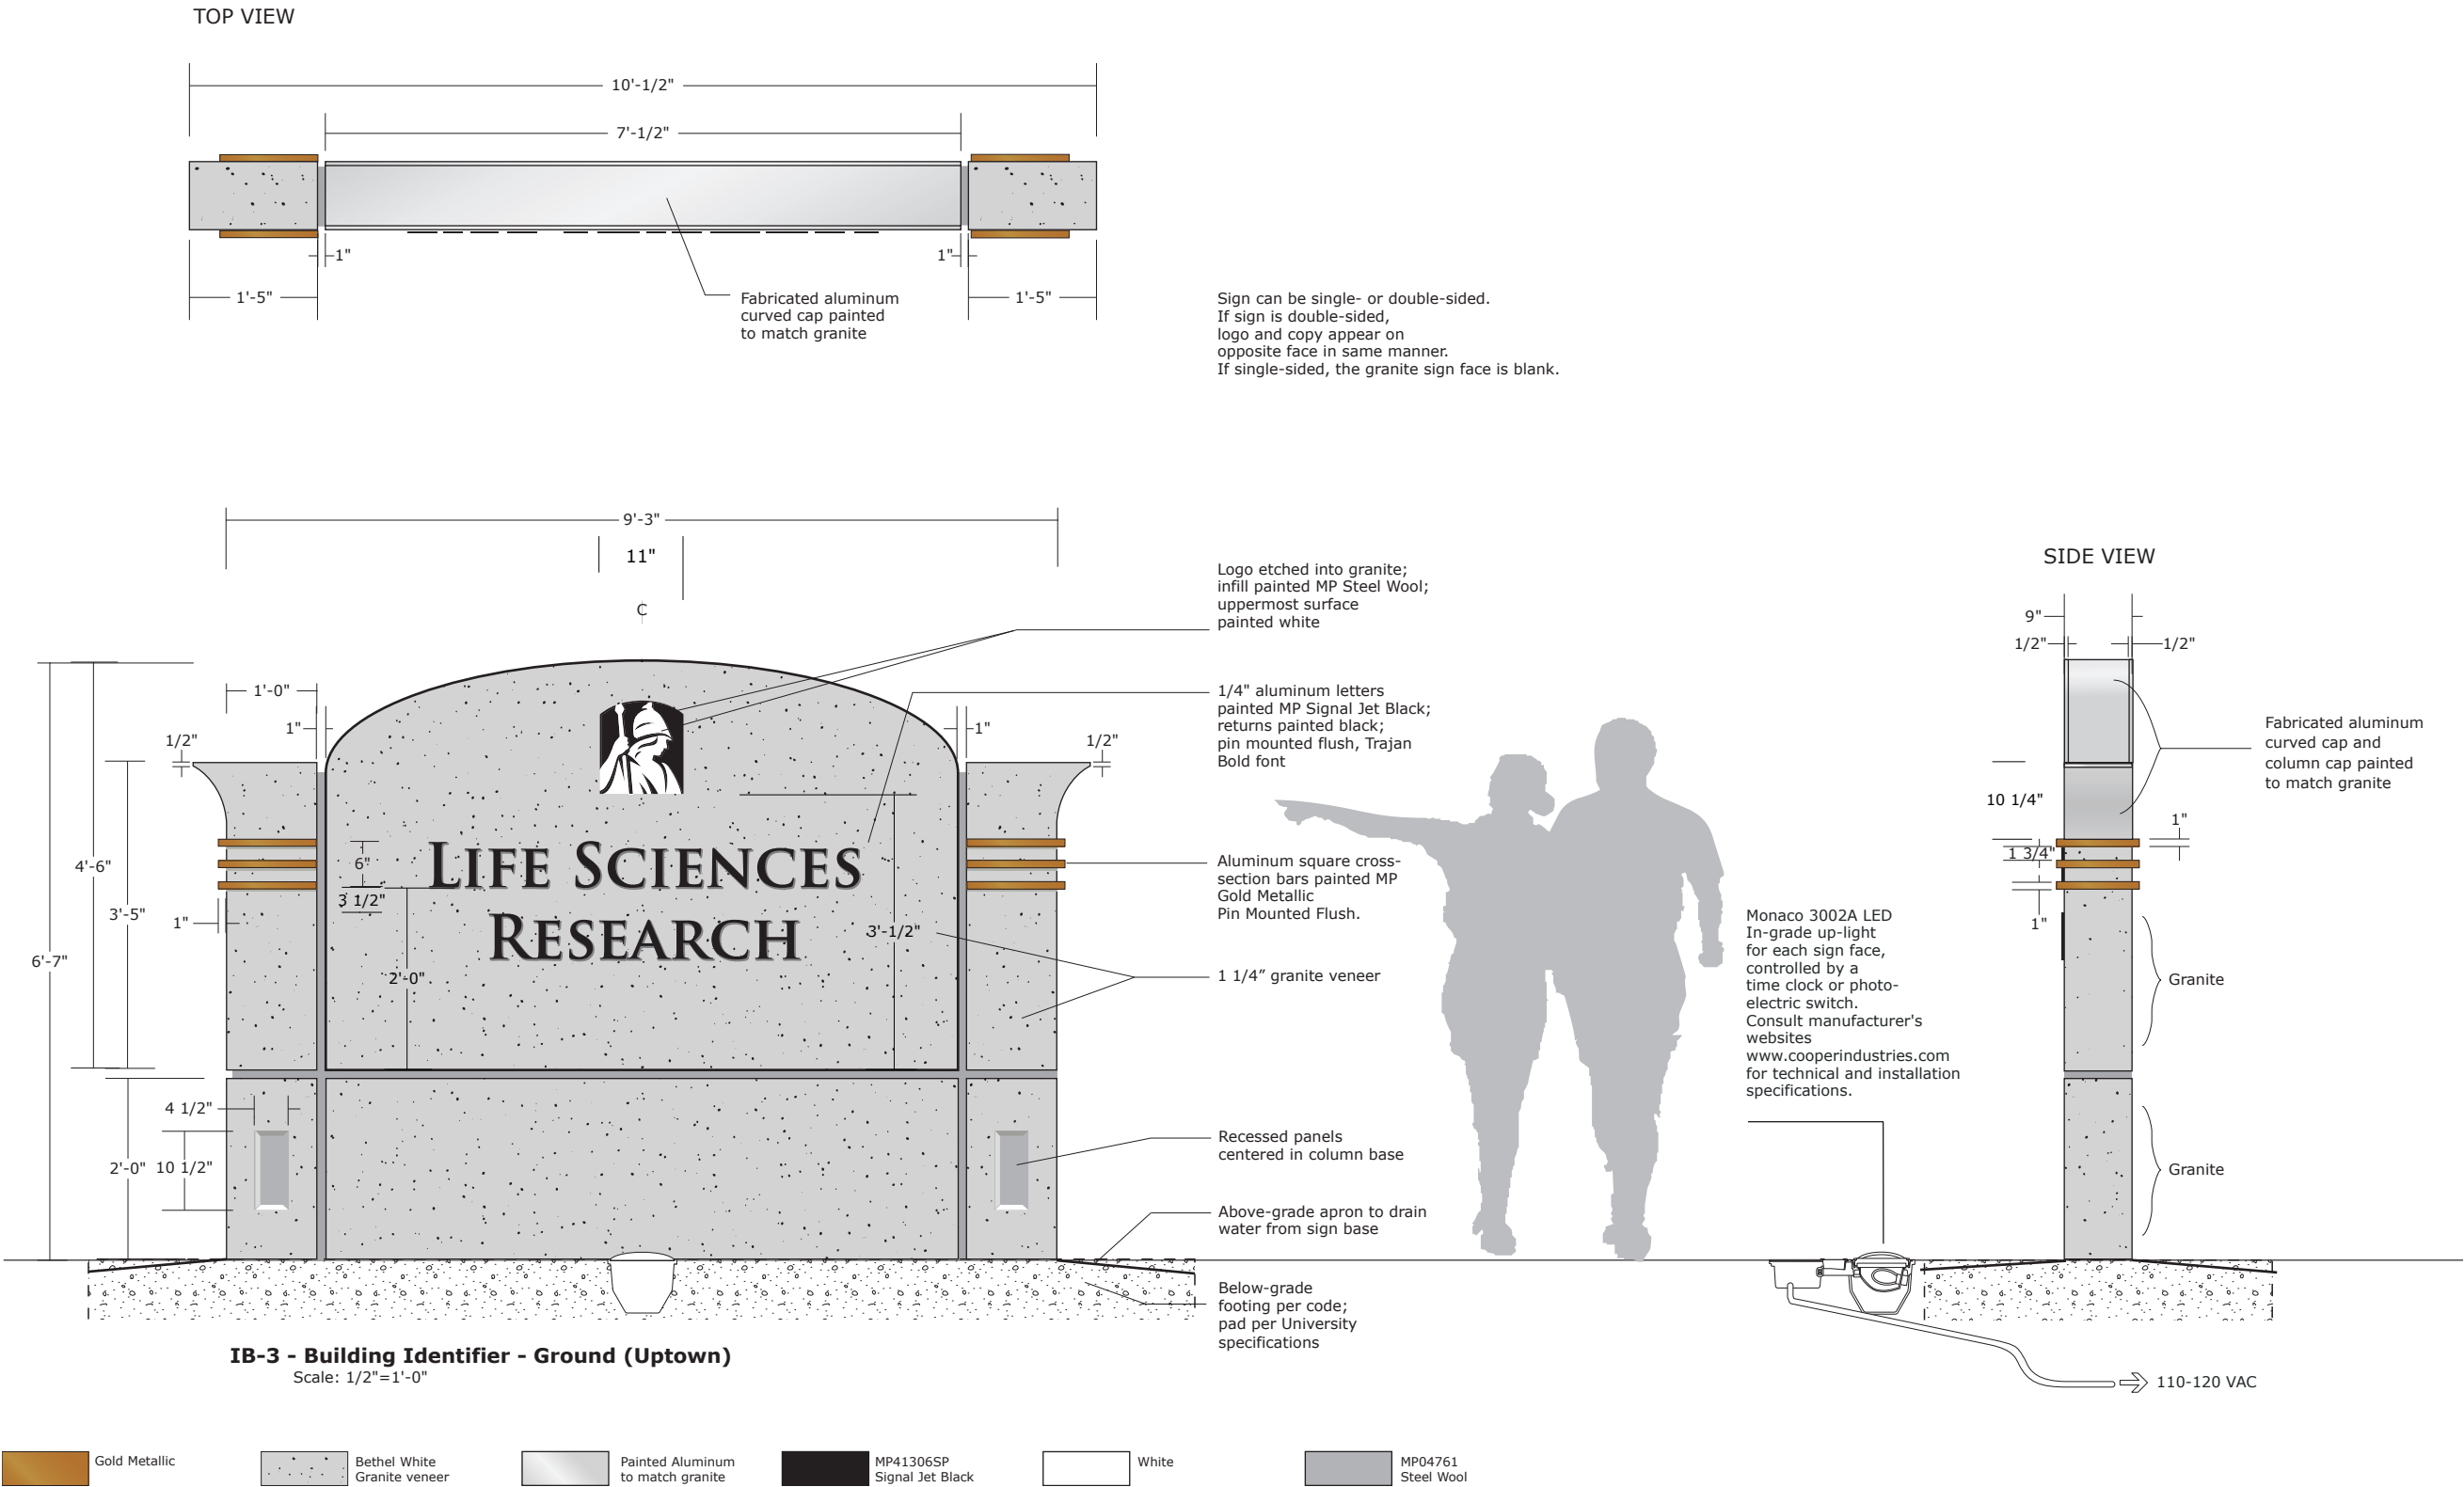 TOP VIEW
10'-1/2"
7'-1/2"
1"
1"
1'-5"
1'-5"
Fabricated aluminum
curved cap painted
to match granite
Sign can be single- or double-sided.
If sign is double-sided,
logo and copy appear on
opposite face in same manner.
If single-sided, the granite sign face is blank.
9'-3"
11"
C
Logo etched into granite;
infill painted MP Steel Wool;
uppermost surface
painted white
1'-0"
1"
1"
1/2"
1/2"
1/4" aluminum letters
painted MP Signal Jet Black;
returns painted black;
pin mounted flush, Trajan
Bold font
6'-7"
4'-6"
3'-5"
1"
6"
3 1/2"
2'-0"
3'-1/2"
LIFE SCIENCES
RESEARCH
Aluminum square cross-
section bars painted MP
Gold Metallic
Pin Mounted Flush.
1 1/4” granite veneer
4 1/2"
2'-0"
10 1/2"
Recessed panels
centered in column base
Above-grade apron to drain
water from sign base
Below-grade
footing per code;
pad per University
specifications
Monaco 3002A LED
In-grade up-light
for each sign face,
controlled by a
time clock or photo-
electric switch.
Consult manufacturer's
websites
www.cooperindustries.com
for technical and installation
specifications.
SIDE VIEW
9"
1/2"
1/2"
Fabricated aluminum
curved cap and
column cap painted
to match granite
10 1/4"
1"
1 3/4"
1"
Granite
Granite
110-120 VAC
IB-3 - Building Identifier - Ground (Uptown)
Scale: 1/2"=1'-0"
Gold Metallic
Bethel White
Granite veneer
Painted Aluminum
to match granite
MP41306SP
Signal Jet Black
White
MP04761
Steel Wool